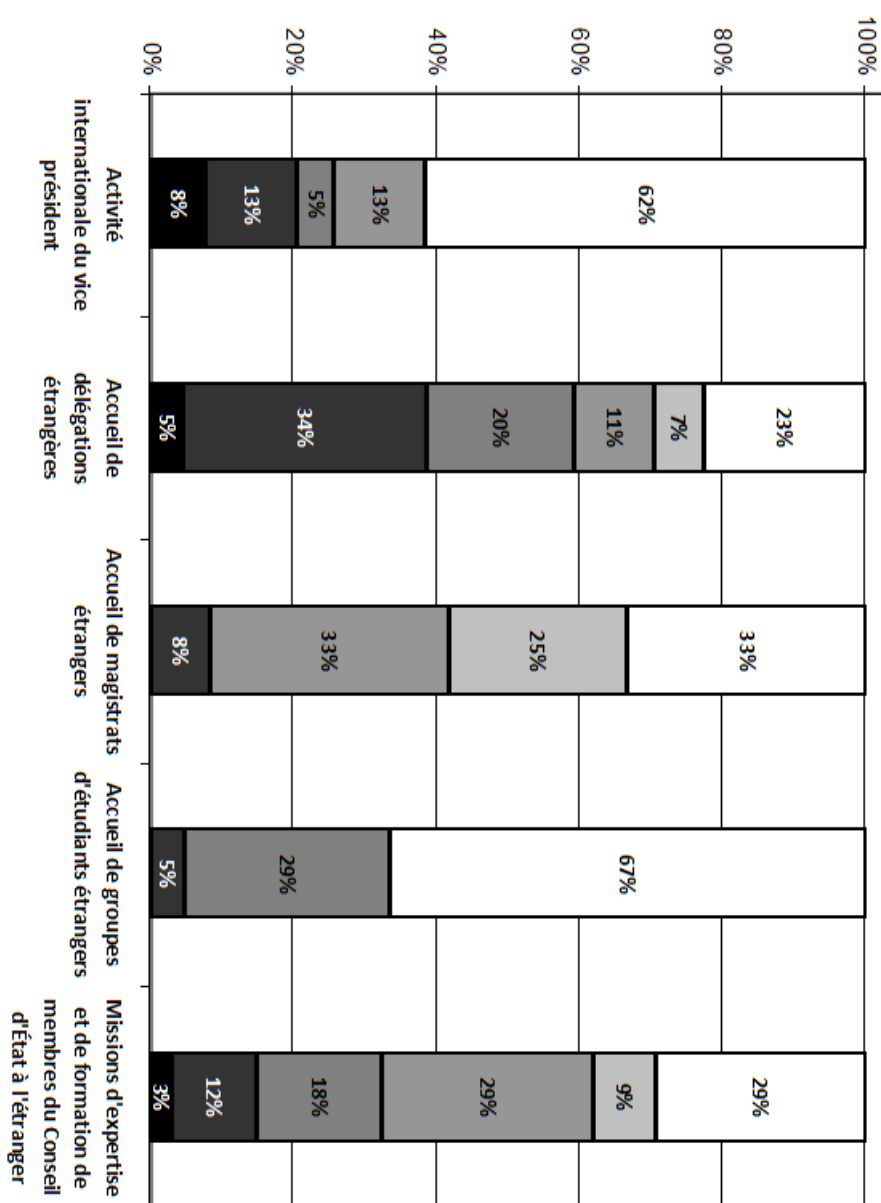 100%
80%
60%
40%
20%
0%
62%
13%
5%
13%
8%
Activité
internationale du vice
président
23%
7%
11%
20%
34%
5%
Accueil de
délégations
étrangères
33%
25%
33%
8%
Accueil de magistrats
étrangers
67%
29%
5%
Accueil de groupes
d'étudiants étrangers
29%
9%
29%
18%
12%
3%
Missions d'expertise
et de formation de
membres du Conseil
d'État à l'étranger